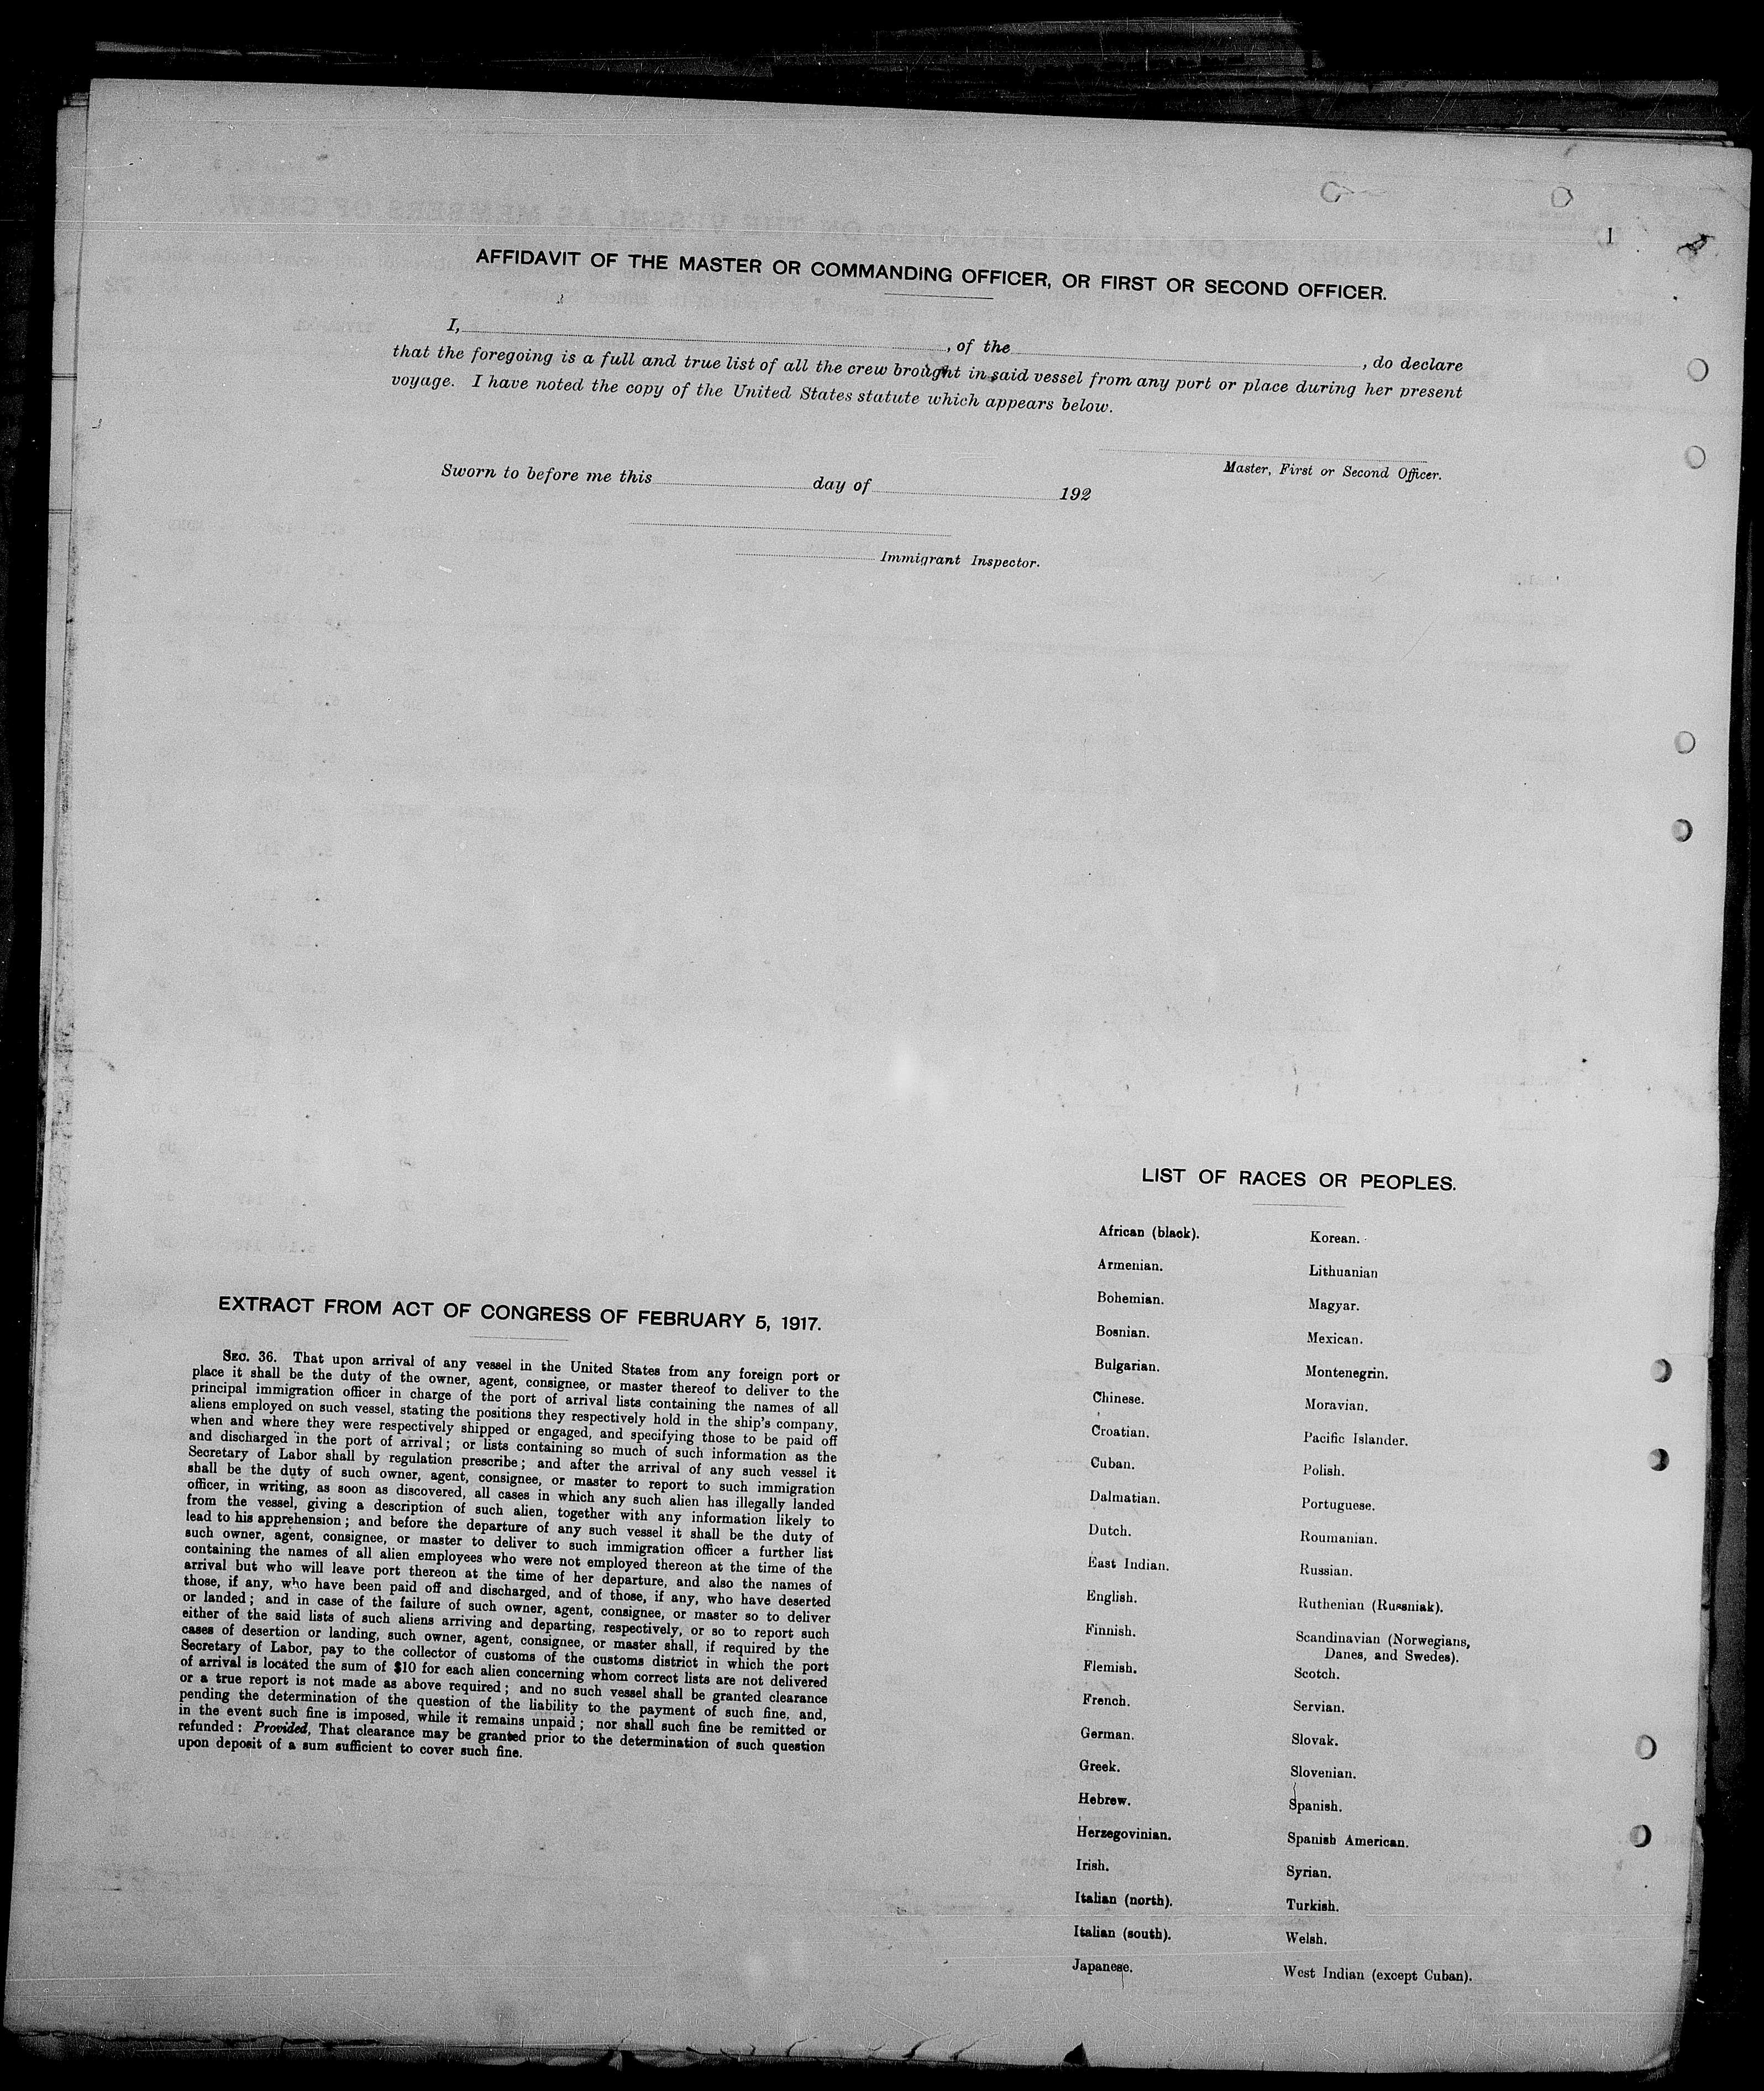 1
AFFIDAVIT OF THE MASTER OR COMMANDING OFFICER, OR FIRST OR SECOND OFFICER.
I, , of the , do declare
that the foregoing is a full and true list of all the crew brought in said vessel from any port or place during her present
voyage. I have noted the copy of the United States statute which appears below.
Master, First or Second Officer.
Sworn to before me this day of 192
Immigrant Inspector.
EXTRACT FROM ACT OF CONGRESS OF FEBRUARY 5, 1917.
SEC. 36. That upon arrival of any vessel in the United States from any foreign port or
place it shall be the duty of the owner, agent, consignee, or master thereof to deliver to the
principal immigration officer in charge of the port of arrival lists containing the names of all
aliens employed on such vessel, stating the positions they respectively hold in the ship's company,
when and where they were respectively shipped or engaged, and specifying those to be paid off
and discharged in the port of arrival; or lists containing so much of such information as the
Secretary of Labor shall by regulation prescribe; and after the arrival of any such vessel it
shall be the duty of such owner, agent, consignee, or master to report to such immigration
officer, in writing, as soon as discovered, all cases in which any such alien has illegally landed
from the vessel, giving a description of such alien, together with any information likely to
lead to his apprehension; and before the departure of any such vessel it shall be the duty of
such owner, agent, consignee, or master to deliver to such immigration officer a further list
containing the names of all alien employees who were not employed thereon at the time of the
arrival but who will leave port thereon at the time of her departure, and also the names of
those, if any, who have been paid off and discharged, and of those, if any, who have deserted
or landed; and in case of the failure of such owner, agent, consignee, or master so to deliver
either of the said lists of such aliens arriving and departing, respectively, or so to report such
cases of desertion or landing, such owner, agent, consignee, or master shall, if required by the
Secretary of Labor, pay to the collector of customs of the customs district in which the port
of arrival is located the sum of $10 for each alien concerning whom correct lists are not delivered
or a true report is not made as above required; and no such vessel shall be granted clearance
pending the determination of the question of the liability to the payment of such fine, and,
in the event such fine is imposed, while it remains unpaid; nor shall such fine be remitted or
refunded: Provided, That clearance may be granted prior to the determination of such question
upon deposit of a sum sufficient to cover such fine.
LIST OF RACES OR PEOPLES.
African (black).
Armenian.
Bohemian.
Bosnian.
Bulgarian.
Chinese.
Croatian.
Cuban.
Dalmatian.
Dutch.
East Indian.
English.
Finnish.
Flemish.
French.
German.
Greek.
Hebrew.
Herzegovinian.
Irish.
Italian (north).
Italian (south).
Japanese.
Korean.
Lithuanian
Magyar.
Mexican.
Montenegrin.
Moravian.
Pacific Islander.
Polish.
Portuguese.
Roumanian.
Russian.
Ruthenian (Russniak).
Scandinavian (Norwegians,
Danes, and Swedes).
Scotch.
Servian.
Slovak.
Slovenian.
Spanish.
Spanish American.
Syrian.
Turkish.
Welsh.
West Indian (except Cuban).